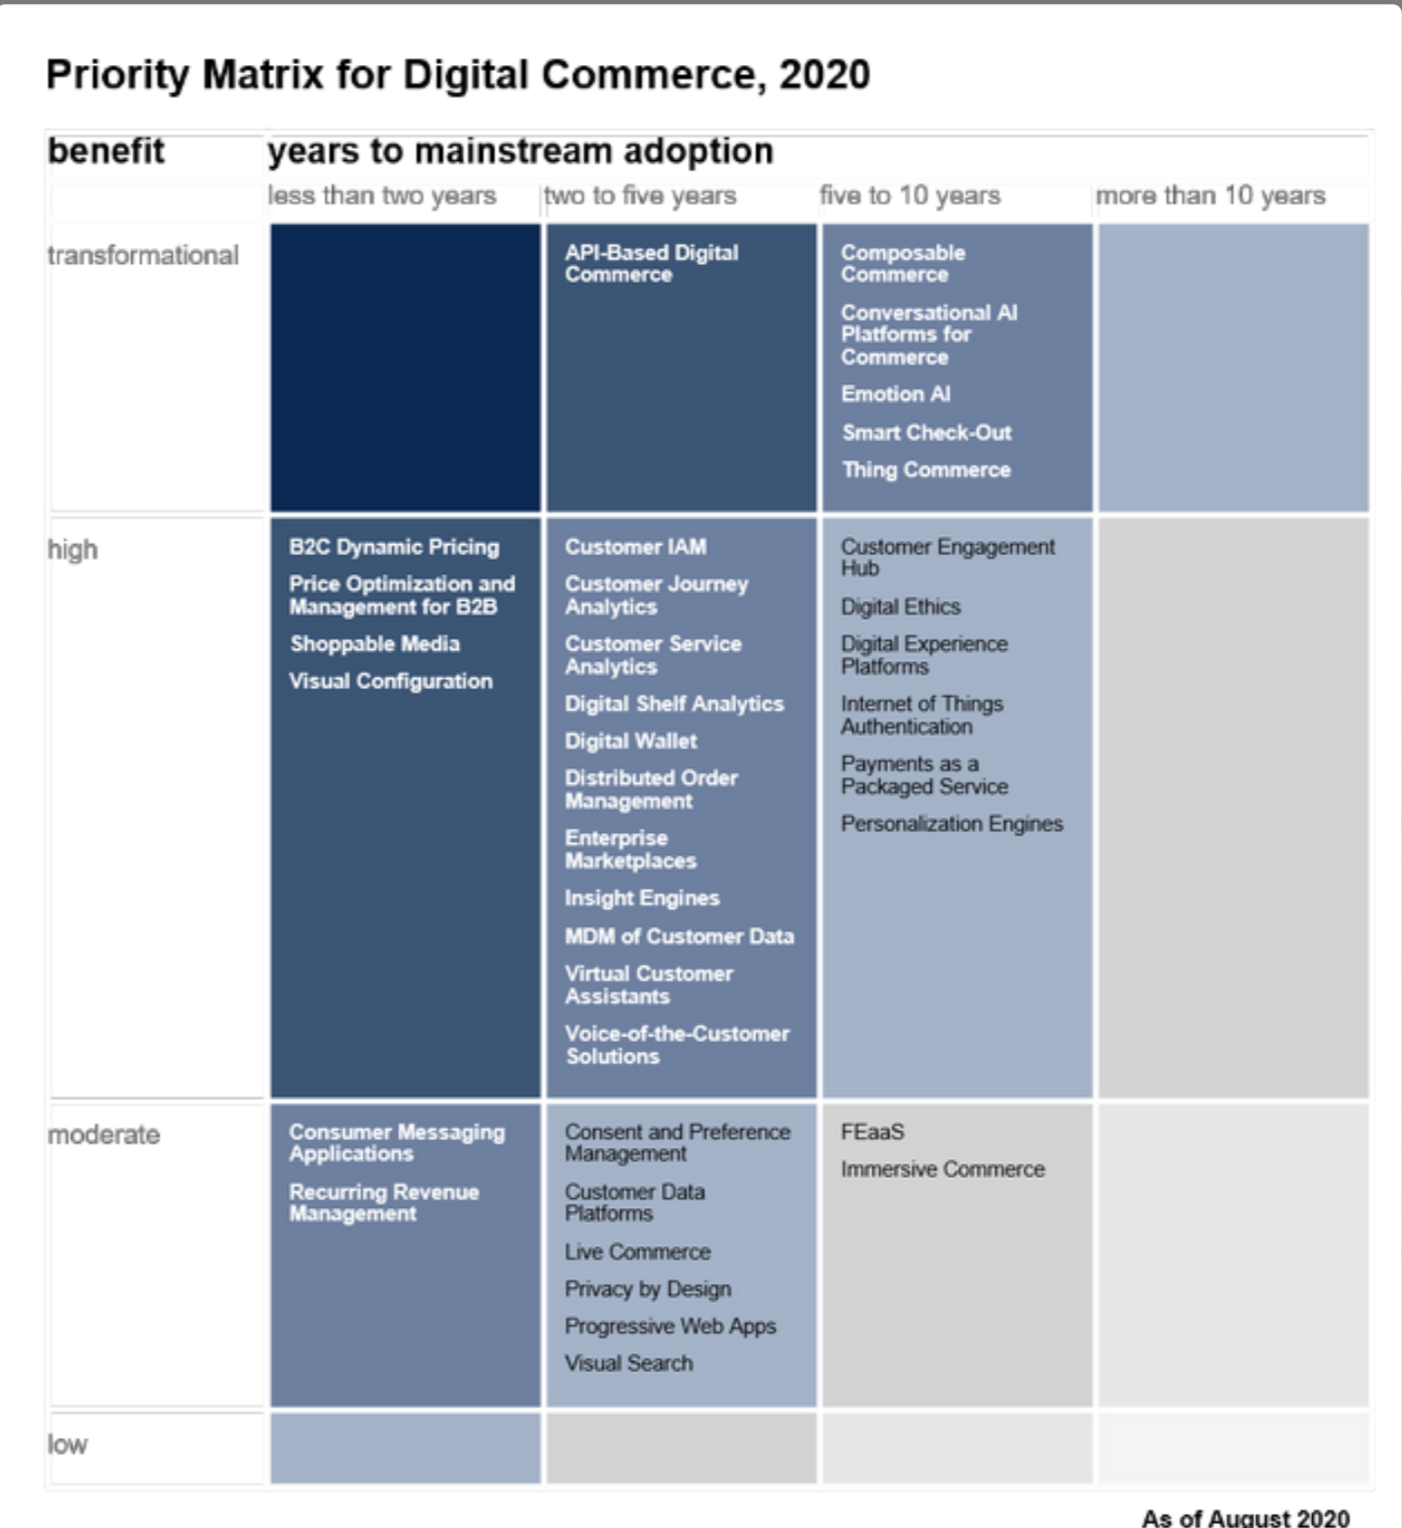 Priority Matrix for Digital Commerce, 2020
benefit
years to mainstream adoption
less than two years
two to five years
five to 10 years
more than 10 years
transformational
API-Based Digital
Commerce
Composable
Commerce
Conversational AI
Platforms for
Commerce
Emotion AI
Smart Check-Out
Thing Commerce
high
B2C Dynamic Pricing
Price Optimization and
Management for B2B
Shoppable Media
Visual Configuration
Customer IAM
Customer Journey
Analytics
Customer Service
Analytics
Digital Shelf Analytics
Digital Wallet
Distributed Order
Management
Enterprise
Marketplaces
Insight Engines
MDM of Customer Data
Virtual Customer
Assistants
Voice-of-the-Customer
Solutions
Customer Engagement
Hub
Digital Ethics
Digital Experience
Platforms
Internet of Things
Authentication
Payments as a
Packaged Service
Personalization Engines
moderate
Consumer Messaging
Applications
Recurring Revenue
Management
Consent and Preference
Management
Customer Data
Platforms
Live Commerce
Privacy by Design
Progressive Web Apps
Visual Search
FEaaS
Immersive Commerce
low
As of August 2020